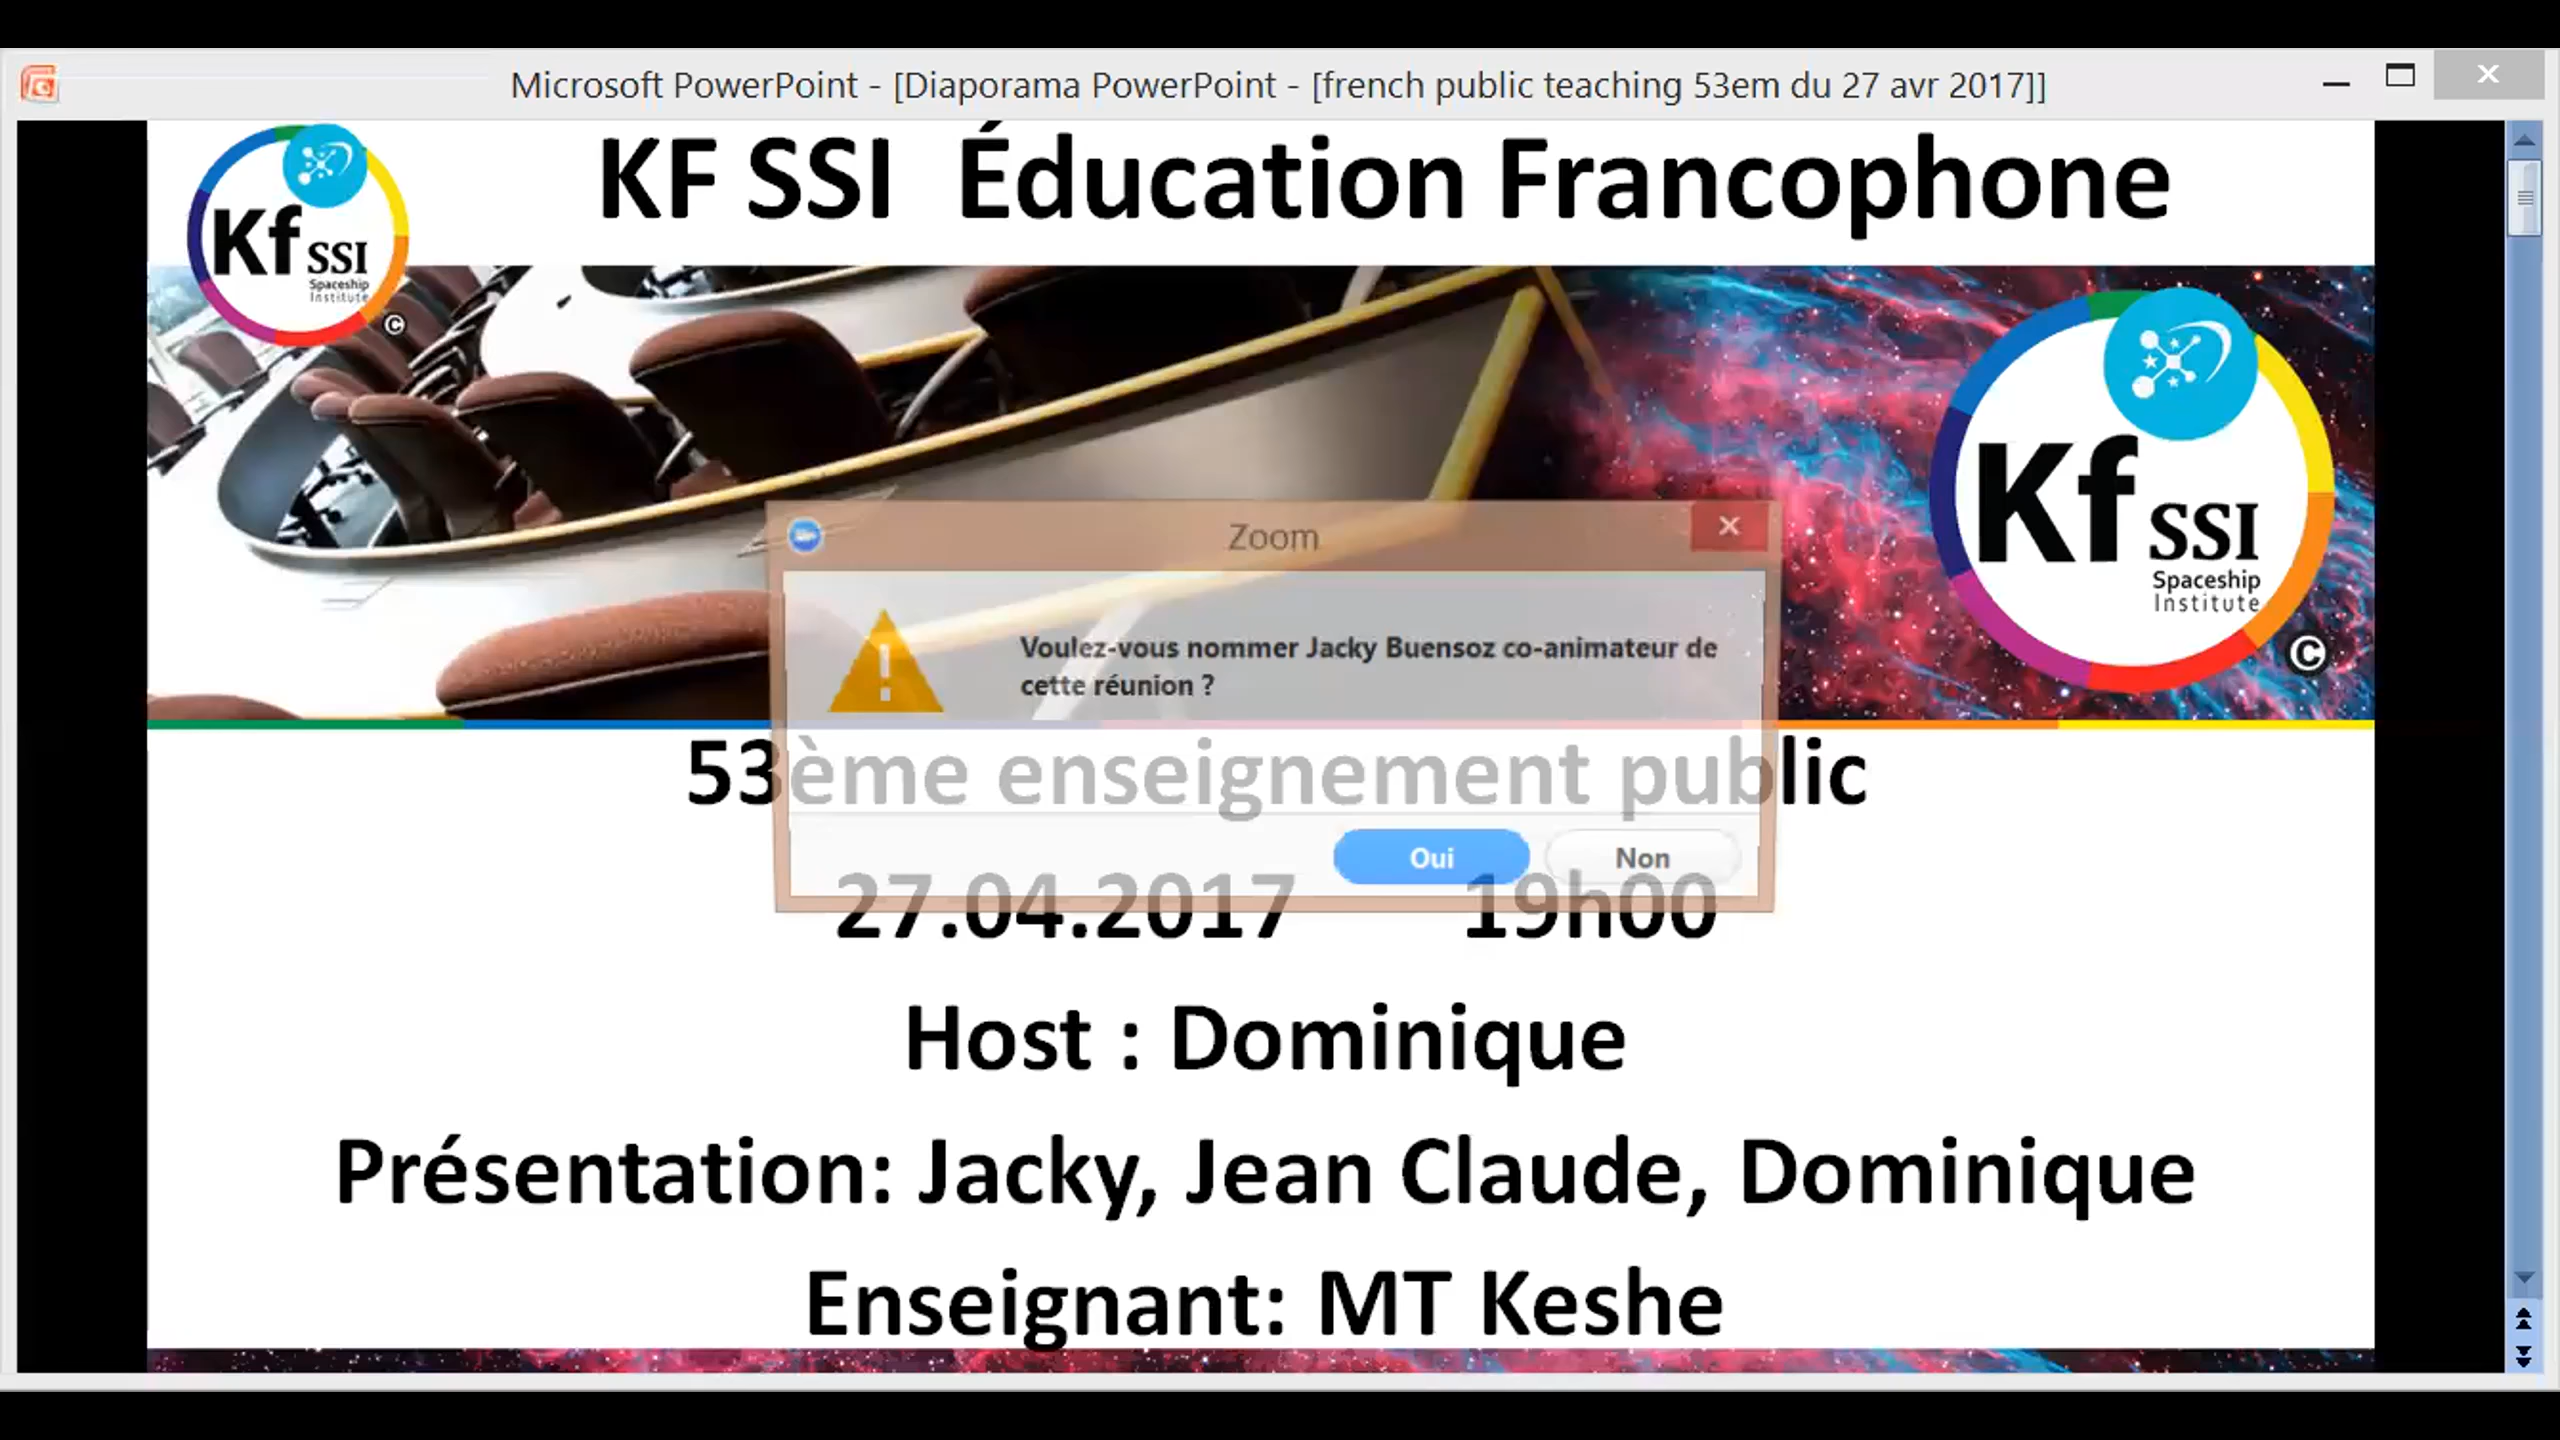 Microsoft PowerPoint - [Diaporama PowerPoint - [french public teaching 53em du 27 avr 2017]]
KF SSI Éducation Francophone
Kf SSI
Spaceship
Institute
©
Kf SSI
Spaceship
Institute
©
Zoom
Voulez-vous nommer Jacky Buensoz co-animateur de
cette réunion ?
Oui Non
53ème enseignement public
27.04.2017 19h00
Host : Dominique
Présentation: Jacky, Jean Claude, Dominique
Enseignant: MT Keshe